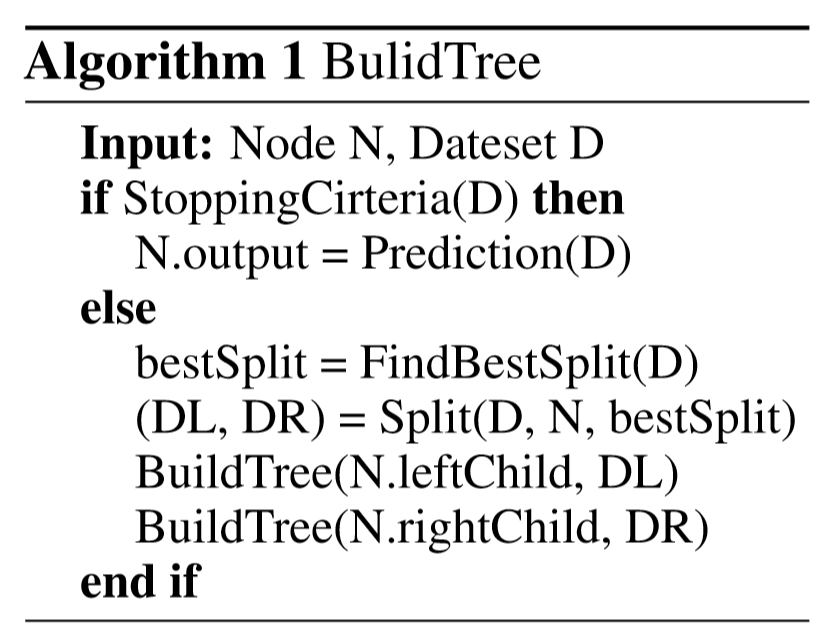 Algorithm 1 BulidTree
Input: Node N, Dateset D
if StoppingCirteria(D) then
N.output = Prediction(D)
else
bestSplit = FindBestSplit(D)
(DL, DR) = Split(D, N, bestSplit)
BuildTree(N.leftChild, DL)
BuildTree(N.rightChild, DR)
end if